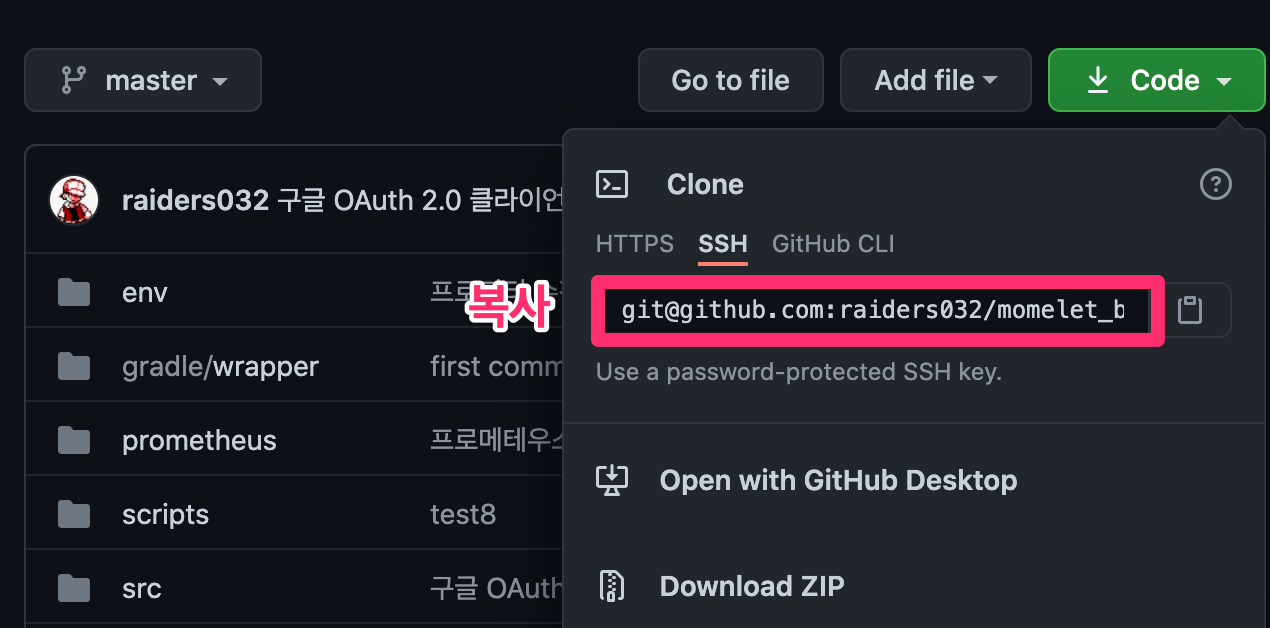 master
Go to file
Add file
Code
raiders032 구글 OAuth 2.0 클라이언
Clone
HTTPS
SSH
GitHub CLI
git@github.com:raiders032/momelet_b
Use a password-protected SSH key.
복사
env
gradle/wrapper
first comm
prometheus
프로메테우스
scripts
test8
src
구글 OAuth
Open with GitHub Desktop
Download ZIP